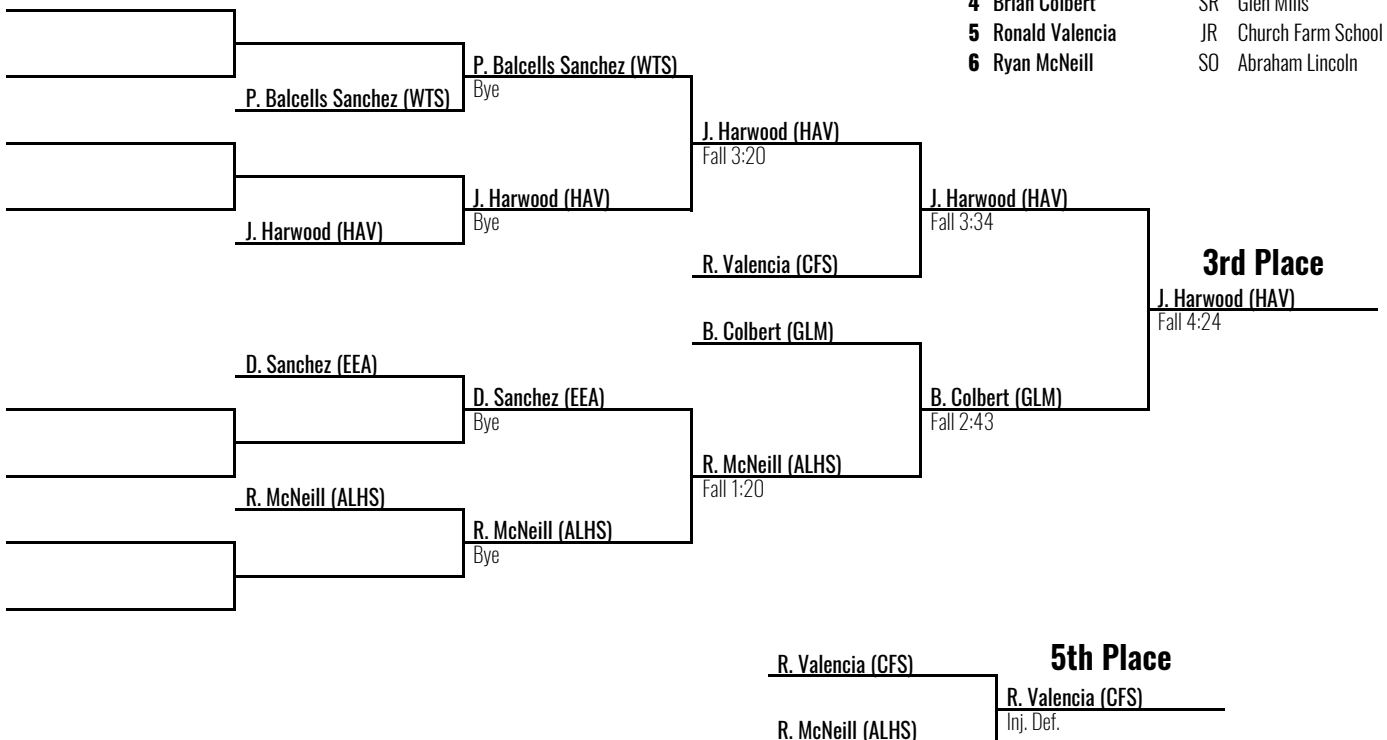 4 Brian Colbert SR Glen Mills
5 Ronald Valencia JR Church Farm School
6 Ryan McNeill SO Abraham Lincoln
P. Balcells Sanchez (WTS)
Bye
P. Balcells Sanchez (WTS)
J. Harwood (HAV)
Fall 3:20
J. Harwood (HAV)
Bye
J. Harwood (HAV)
Fall 3:34
J. Harwood (HAV)
R. Valencia (CFS)
3rd Place
J. Harwood (HAV)
Fall 4:24
B. Colbert (GLM)
D. Sanchez (EEA)
D. Sanchez (EEA)
Bye
B. Colbert (GLM)
Fall 2:43
R. McNeill (ALHS)
Fall 1:20
R. McNeill (ALHS)
R. McNeill (ALHS)
Bye
R. Valencia (CFS)
5th Place
R. Valencia (CFS)
Inj. Def.
R. McNeill (ALHS)